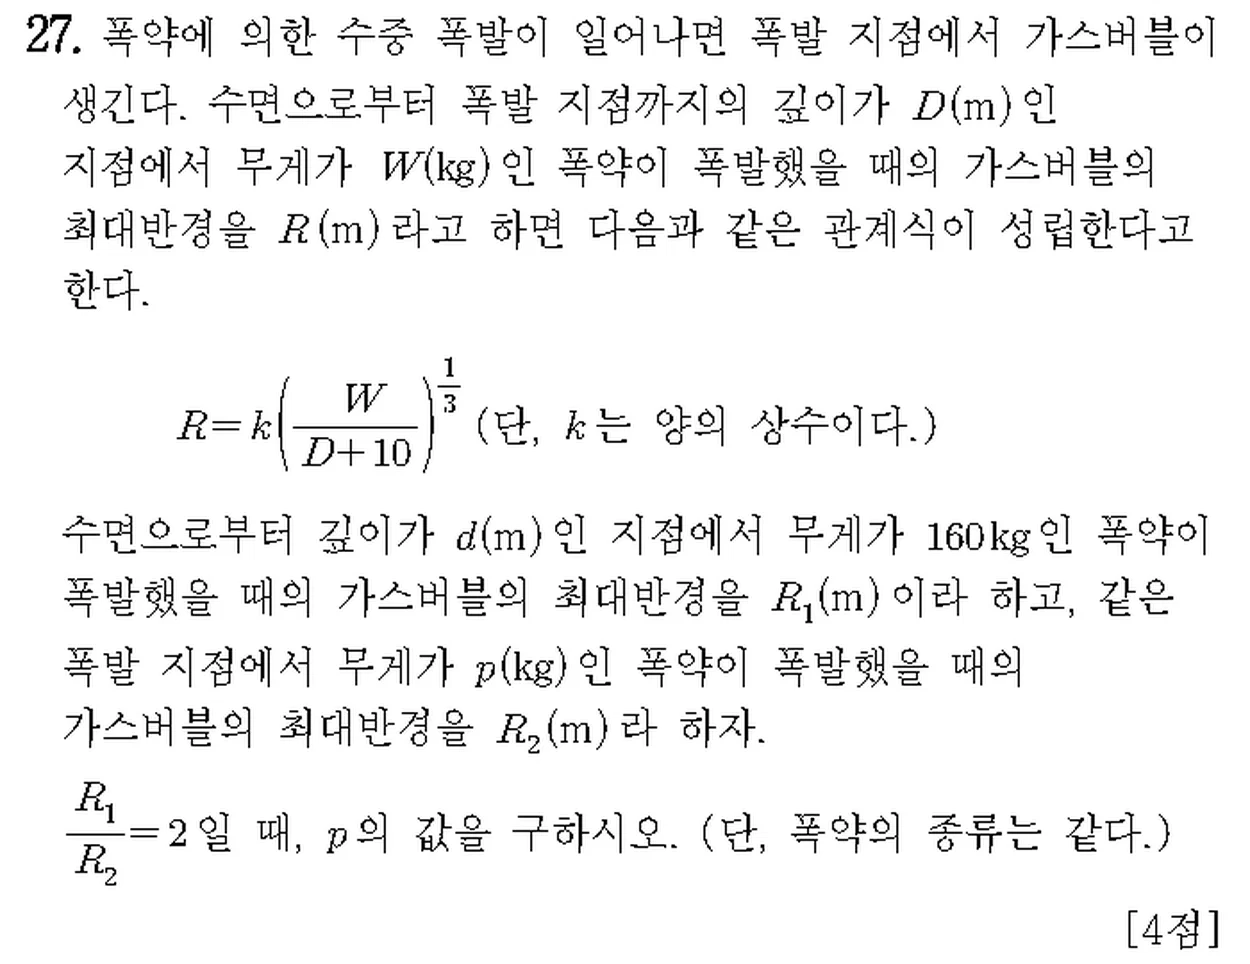 27. 폭약에 의한 수중 폭발이 일어나면 폭발 지점에서 가스버블이
생긴다. 수면으로부터 폭발 지점까지의 깊이가 D(m)인
지점에서 무게가 W(kg)인 폭약이 폭발했을 때의 가스버블의
최대반경을 R(m)라고 하면 다음과 같은 관계식이 성립한다고
한다.
R=k(W/(D+10))^(1/3) (단, k는 양의 상수이다.)
수면으로부터 깊이가 d(m)인 지점에서 무게가 160kg인 폭약이
폭발했을 때의 가스버블의 최대반경을 R₁(m)이라 하고, 같은
폭발 지점에서 무게가 p(kg)인 폭약이 폭발했을 때의
가스버블의 최대반경을 R₂(m)라 하자.
R₁/R₂=2일 때, p의 값을 구하시오. (단, 폭약의 종류는 같다.)
[4점]